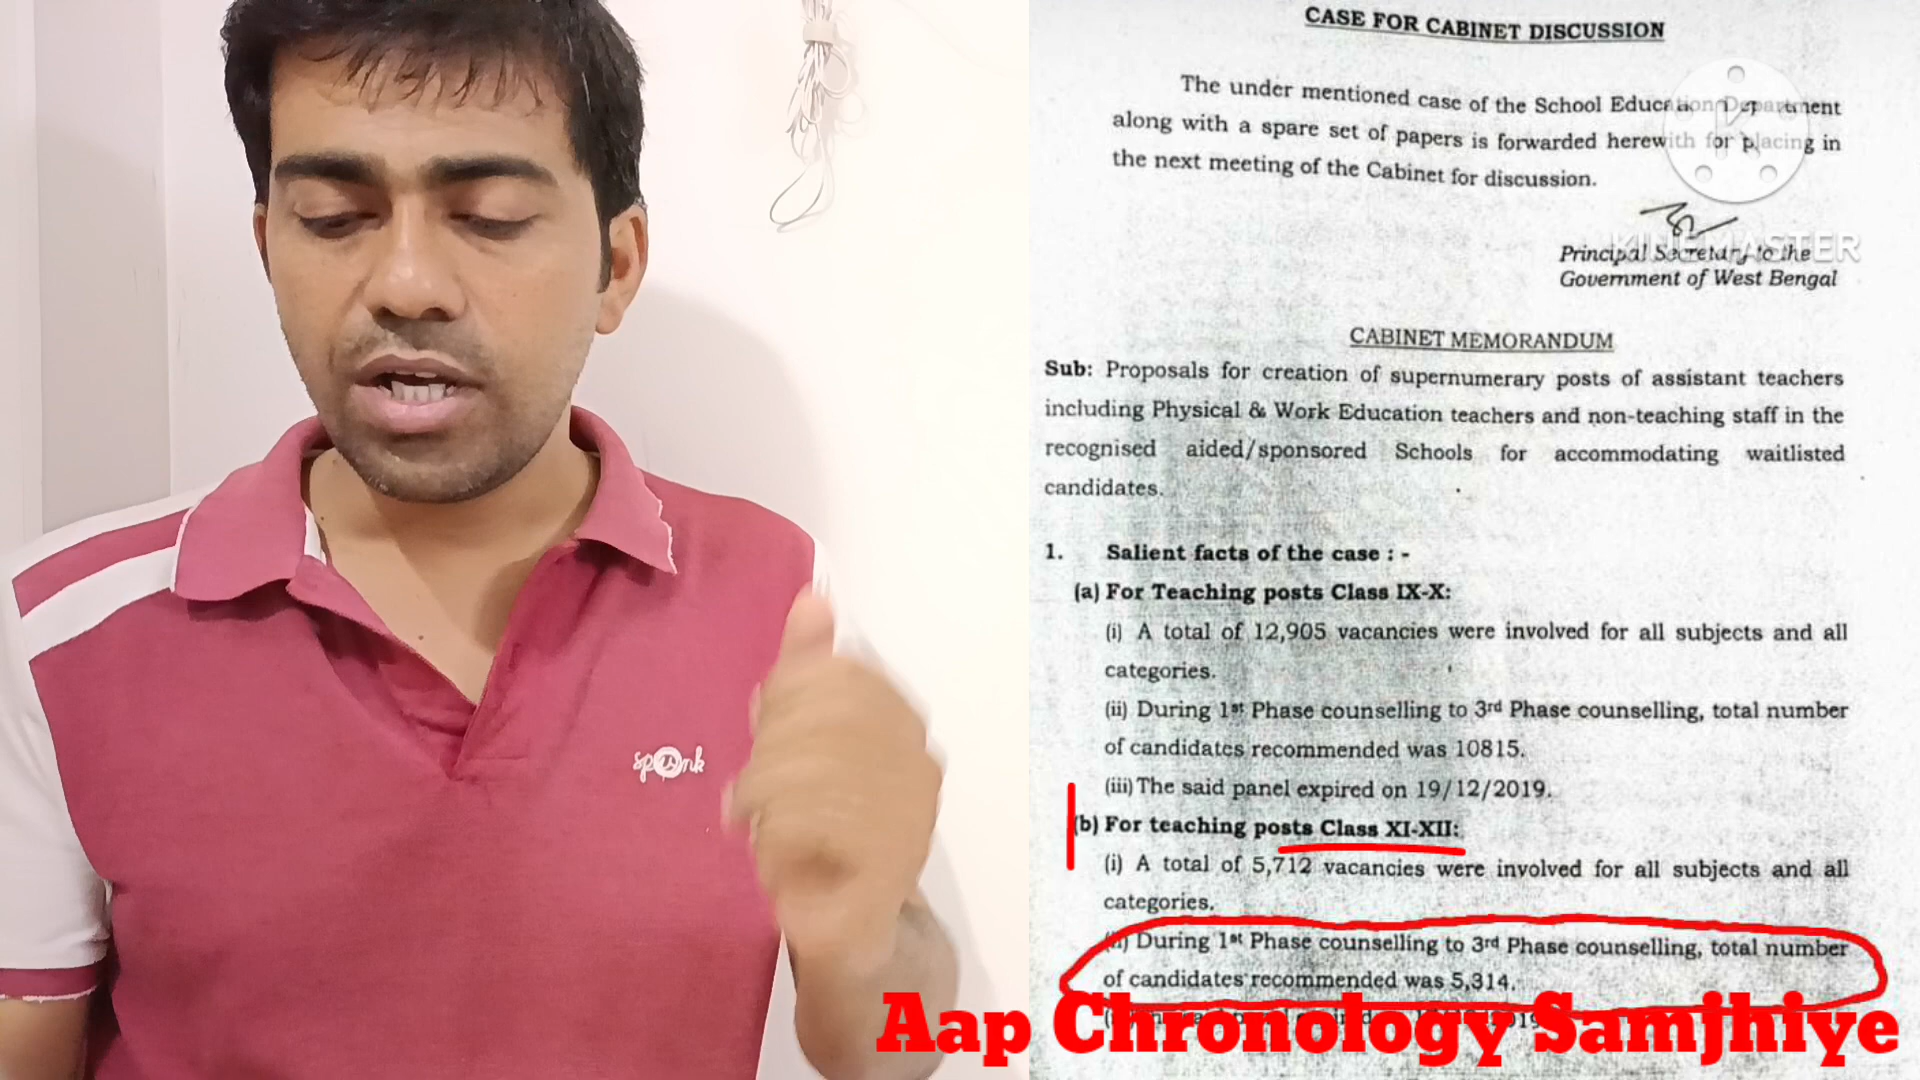 CASE FOR CABINET DISCUSSION
The under mentioned case of the School Education Department
along with a spare set of papers is forwarded herewith for placing in
the next meeting of the Cabinet for discussion.
KINEMASTER
Principal Secretary to the
Government of West Bengal
CABINET MEMORANDUM
Sub: Proposals for creation of supernumerary posts of assistant teachers
including Physical & Work Education teachers and non-teaching staff in the
recognised aided/sponsored Schools for accommodating waitlisted
candidates.
1. Salient facts of the case : -
(a) For Teaching posts Class IX-X:
(i) A total of 12,905 vacancies were involved for all subjects and all
categories.
(ii) During 1st Phase counselling to 3rd Phase counselling, total number
of candidates recommended was 10815.
(iii) The said panel expired on 19/12/2019.
(b) For teaching posts Class XI-XII:
(i) A total of 5,712 vacancies were involved for all subjects and all
categories.
(ii) During 1st Phase counselling to 3rd Phase counselling, total number
of candidates recommended was 5,314.
Aap Chronology Samjhiye
spunk